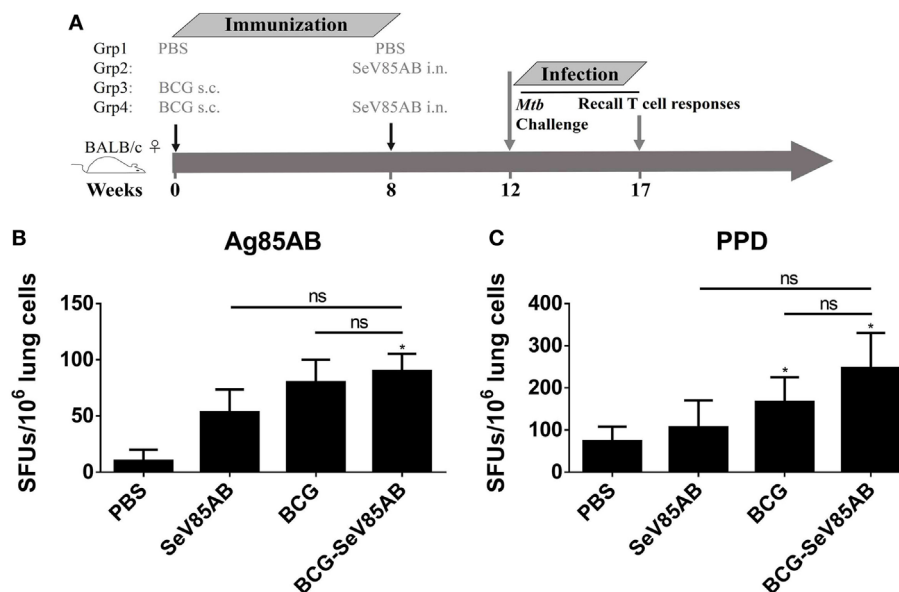 A
Immunization
Grp1 PBS PBS
Grp2: SeV85AB i.n.
Grp3: BCG s.c.
Grp4: BCG s.c. SeV85AB i.n.
Infection
Mtb Recall T cell responses
Challenge
BALB/c ♀
Weeks 0 8 12 17
B
Ag85AB
SFUs/10⁶ lung cells
150
100
50
0
ns
ns
*
PBS
SeV85AB
BCG
BCG-SeV85AB
C
PPD
SFUs/10⁶ lung cells
400
300
200
100
0
ns
ns
*
*
PBS
SeV85AB
BCG
BCG-SeV85AB